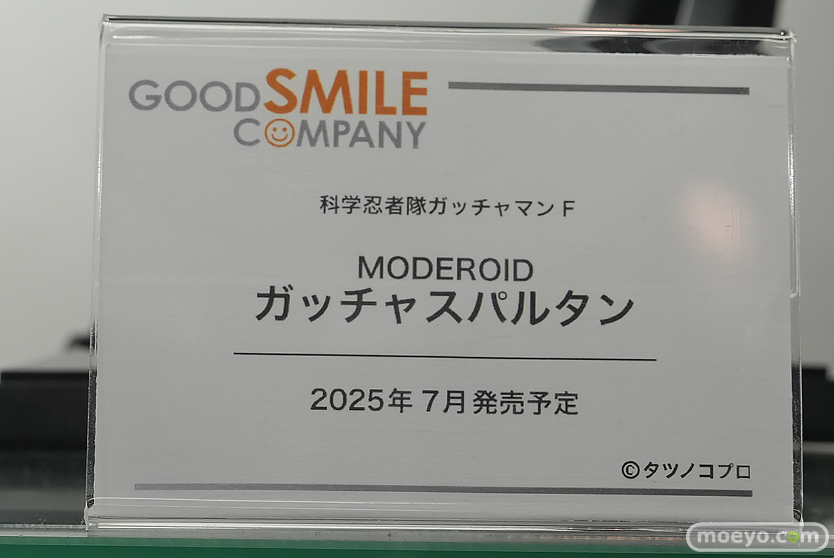 GOOD SMILE
COMPANY
科学忍者隊ガッチャマン F
MODEROID
ガッチャスパルタン
2025年 7月発売予定
©タツノコプロ
moeyo.com